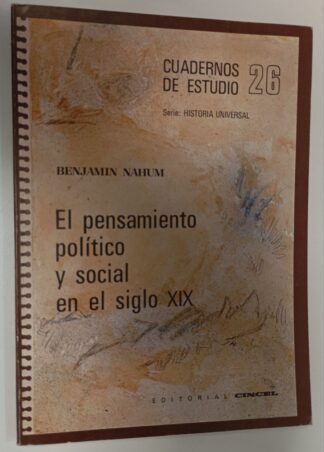 CUADERNOS
DE ESTUDIO 26
Serie: HISTORIA UNIVERSAL
BENJAMIN NAHUM
El pensamiento
político
y social
en el siglo XIX
EDITORIAL CINCEL